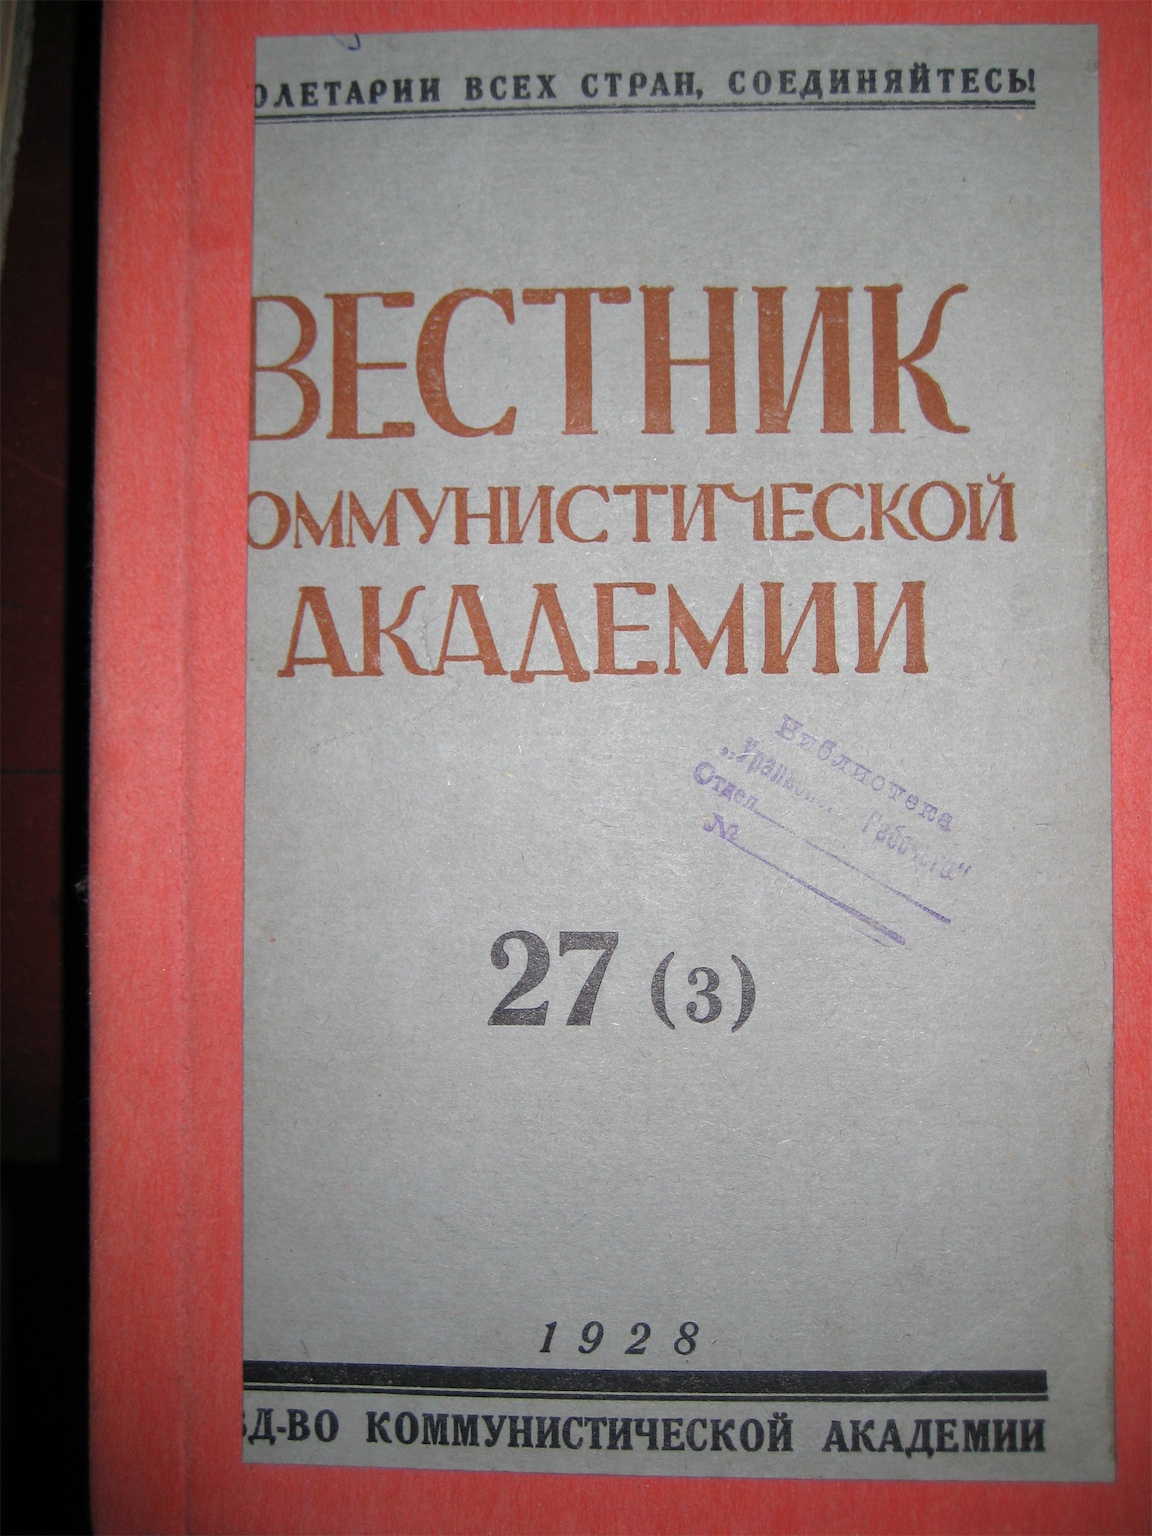 ОЛЕТАРИИ ВСЕХ СТРАН, СОЕДИНЯЙТЕСЬ!
ВЕСТНИК
ОММУНИСТИЧЕСКОЙ
АКАДЕМИИ
Библиотека
Отдел
№
27 (3)
1928
ЗД-ВО КОММУНИСТИЧЕСКОЙ АКАДЕМИИ